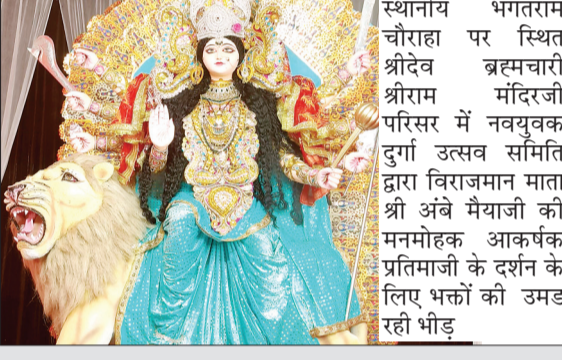 स्थानीय भगतराम
चौराहा पर स्थित
श्रीदेव ब्रह्मचारी
श्रीराम मंदिरजी
परिसर में नवयुवक
दुर्गा उत्सव समिति
द्वारा विराजमान माता
श्री अंबे मैयाजी की
मनमोहक आकर्षक
प्रतिमाजी के दर्शन के
लिए भक्तों की उमड
रही भीड़